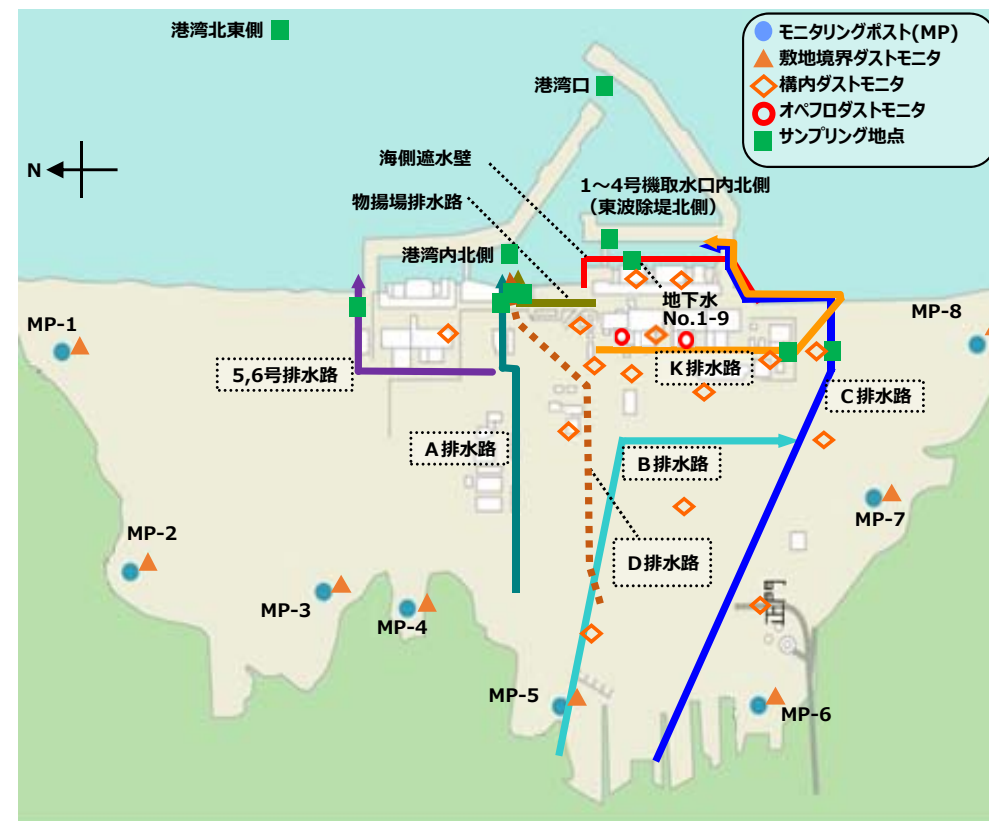 港湾北東側
モニタリングポスト(MP)
敷地境界ダストモニタ
構内ダストモニタ
オペフロダストモニタ
サンプリング地点
港湾口
N
海側遮水壁
1～4号機取水口内北側
（東波除堤北側）
物揚場排水路
港湾内北側
地下水
No.1-9
MP-1
MP-8
5,6号排水路
K排水路
C排水路
A排水路
B排水路
MP-7
MP-2
D排水路
MP-3
MP-4
MP-5
MP-6